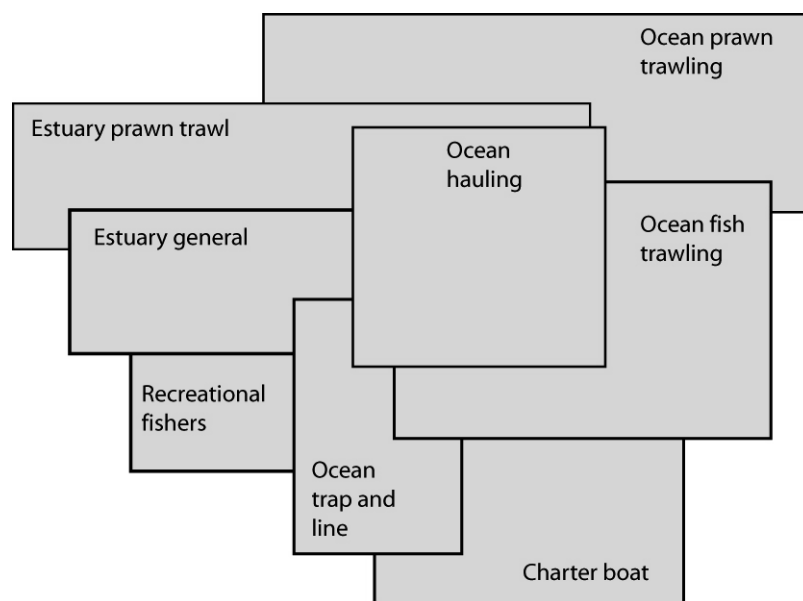 Ocean prawn
trawling
Estuary prawn trawl
Ocean
hauling
Estuary general
Ocean fish
trawling
Recreational
fishers
Ocean
trap and
line
Charter boat